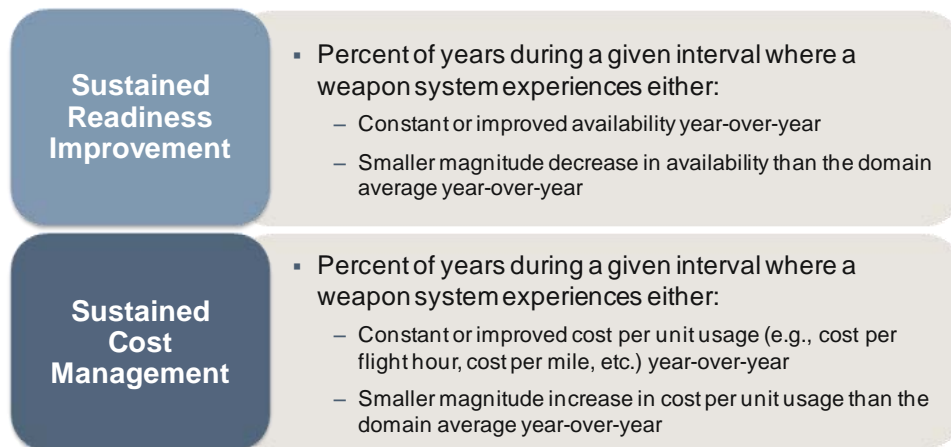 Sustained
Readiness
Improvement
▪ Percent of years during a given interval where a
weapon system experiences either:
– Constant or improved availability year-over-year
– Smaller magnitude decrease in availability than the domain
average year-over-year
Sustained
Cost
Management
▪ Percent of years during a given interval where a
weapon system experiences either:
– Constant or improved cost per unit usage (e.g., cost per
flight hour, cost per mile, etc.) year-over-year
– Smaller magnitude increase in cost per unit usage than the
domain average year-over-year